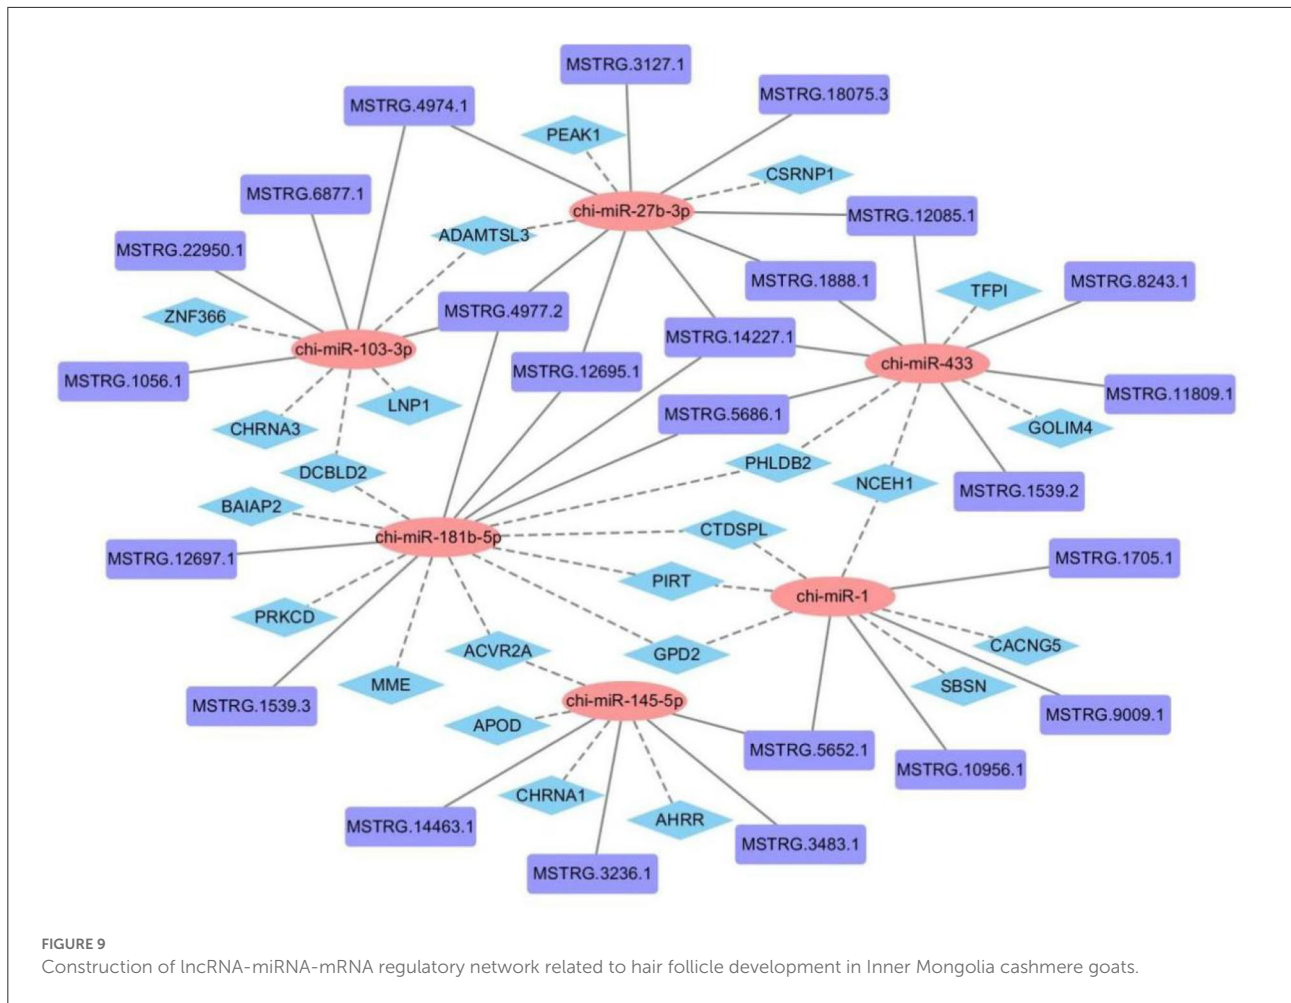 MSTRG.3127.1
MSTRG.18075.3
MSTRG.4974.1
PEAK1
CSRNP1
MSTRG.6877.1
chi-miR-27b-3p
MSTRG.12085.1
ADAMTSL3
MSTRG.22950.1
MSTRG.1888.1
TFPI
MSTRG.8243.1
ZNF366
MSTRG.4977.2
MSTRG.14227.1
chi-miR-103-3p
chi-miR-433
MSTRG.12695.1
MSTRG.1056.1
MSTRG.11809.1
LNP1
MSTRG.5686.1
CHRNA3
GOLIM4
DCBLD2
PHLDB2
NCEH1
MSTRG.1539.2
BAIAP2
CTDSPL
chi-miR-181b-5p
MSTRG.12697.1
MSTRG.1705.1
PIRT
chi-miR-1
PRKCD
CACNG5
ACVR2A
GPD2
MME
SBSN
chi-miR-145-5p
MSTRG.1539.3
MSTRG.9009.1
APOD
MSTRG.5652.1
MSTRG.10956.1
CHRNA1
AHRR
MSTRG.14463.1
MSTRG.3483.1
MSTRG.3236.1
FIGURE 9
Construction of lncRNA-miRNA-mRNA regulatory network related to hair follicle development in Inner Mongolia cashmere goats.